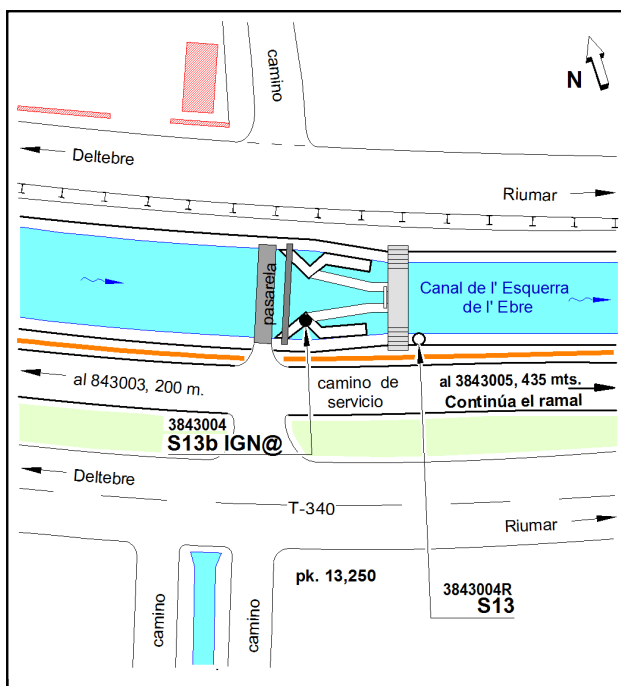 camino
N
Deltebre
Riumar
pasarela
Canal de l' Esquerra
de l' Ebre
al 843003, 200 m.
camino de
servicio
al 3843005, 435 mts.
Continúa el ramal
3843004
S13b IGN@
Deltebre
T-340
Riumar
pk. 13,250
3843004R
S13
camino
camino